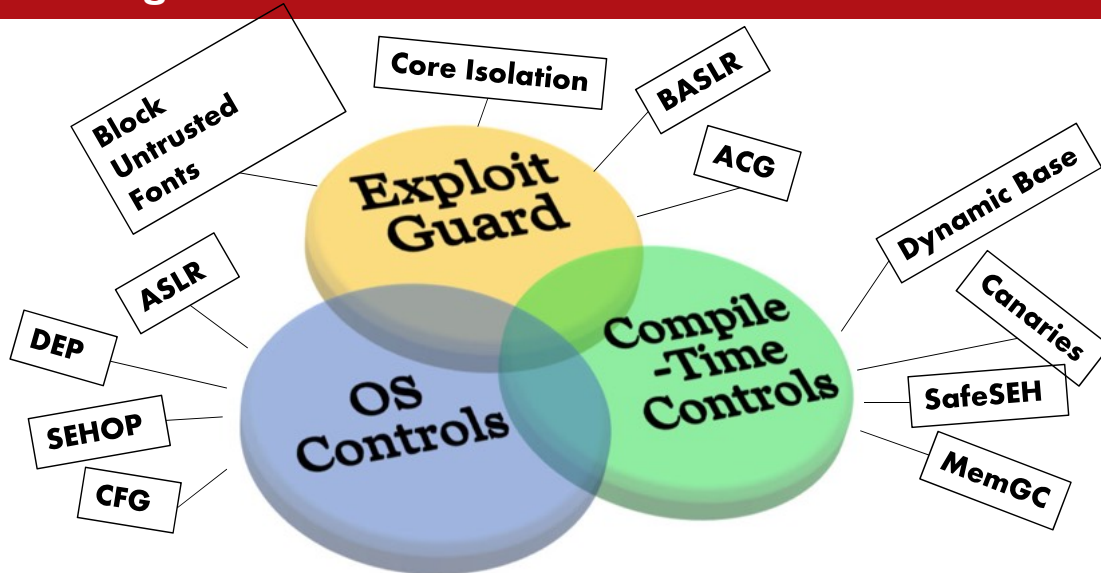 Block
Untrusted
Fonts
Core Isolation
BASLR
ACG
Exploit
Guard
Dynamic Base
Canaries
SafeSEH
MemGC
Compile
-Time
Controls
ASLR
DEP
SEHOP
CFG
OS
Controls